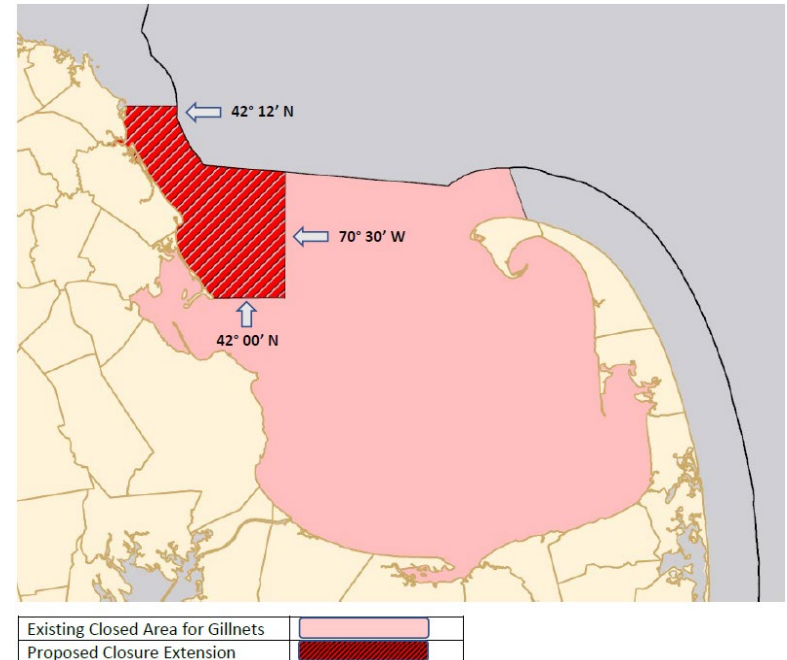 42° 12’ N
70° 30’ W
42° 00’ N
Existing Closed Area for Gillnets
Proposed Closure Extension